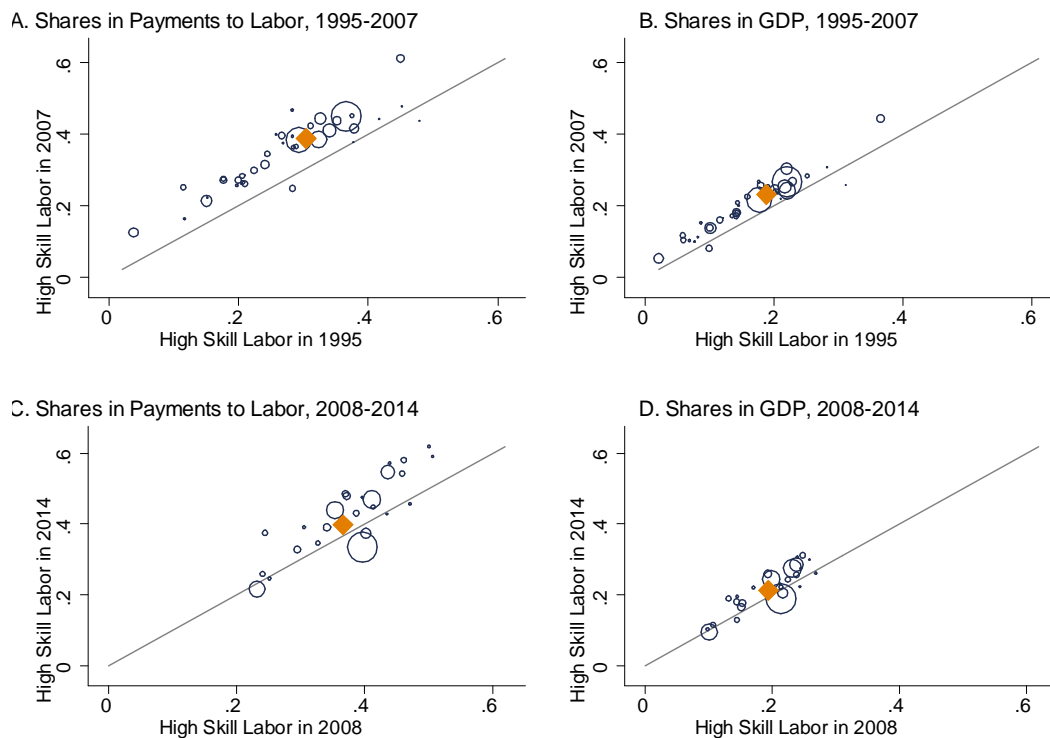 A. Shares in Payments to Labor, 1995-2007
High Skill Labor in 2007
0 .2 .4 .6
0 .2 .4 .6
High Skill Labor in 1995
B. Shares in GDP, 1995-2007
High Skill Labor in 2007
0 .2 .4 .6
0 .2 .4 .6
High Skill Labor in 1995
C. Shares in Payments to Labor, 2008-2014
High Skill Labor in 2014
0 .2 .4 .6
0 .2 .4 .6
High Skill Labor in 2008
D. Shares in GDP, 2008-2014
High Skill Labor in 2014
0 .2 .4 .6
0 .2 .4 .6
High Skill Labor in 2008